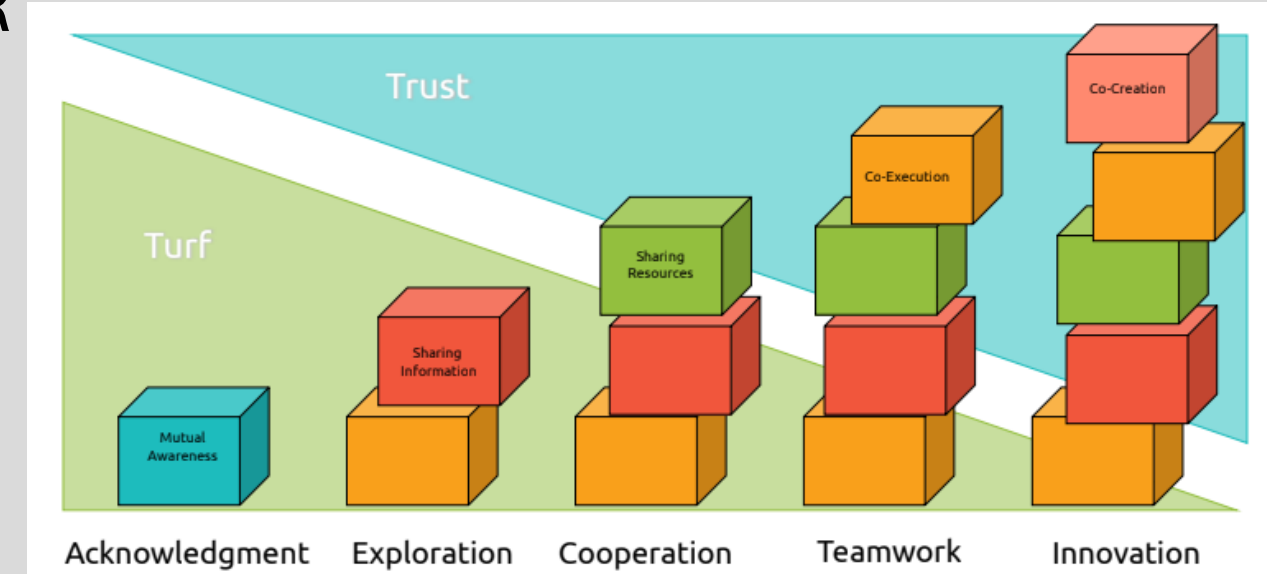 Trust
Co-Creation
Co-Execution
Turf
Sharing
Resources
Sharing
Information
Mutual
Awareness
Acknowledgment
Exploration
Cooperation
Teamwork
Innovation